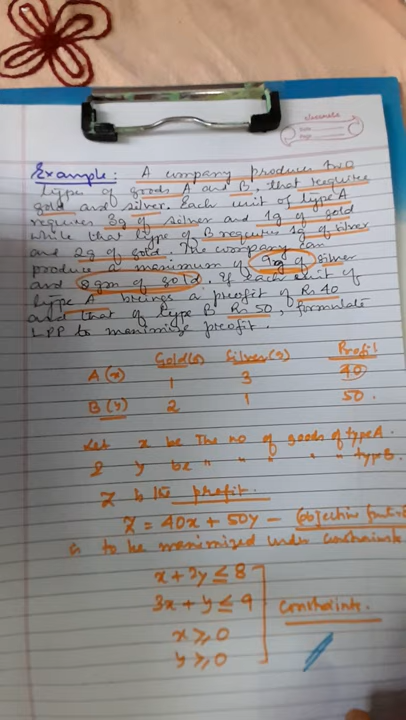 classmate
Date
Page
Example: A company produces two
type of goods A and B, that require
gold and silver. Each unit of type A
requires 3g of silver and 1g of gold
while that type of B requires 1g of silver
and 2g of gold. The company can
produce a maximum of 9g of silver
and 8 gm of gold. If each unit of
type A brings a profit of Rs 40
and that of type B Rs 50, formulate
LPP to maximize profit.
Gold(g) Silver(g) Profit
A(x) 1 3 40
B(y) 2 1 50.
Let x be The no of goods of type A.
& y be " " " " " type B.
Z is the profit.
Z = 40x + 50y - (objective function
is to be maximized under constraints
x + 2y ≤ 8
3x + y ≤ 9 constraints.
x ≥ 0
y ≥ 0